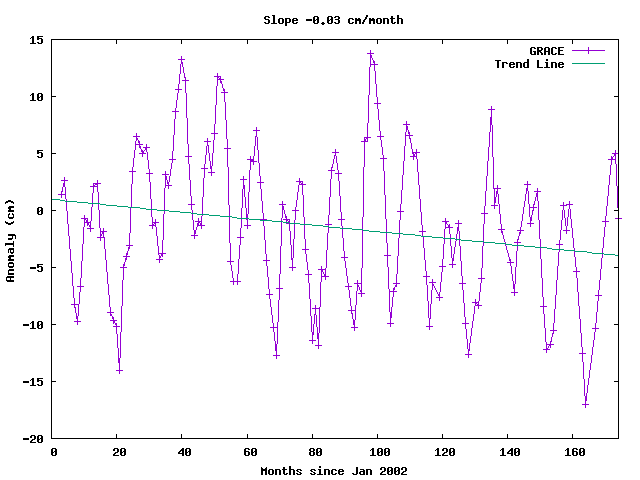 Slope -0.03 cm/month
GRACE
Trend Line
15
10
5
0
-5
-10
-15
-20
Anomaly (cm)
0 20 40 60 80 100 120 140 160
Months since Jan 2002